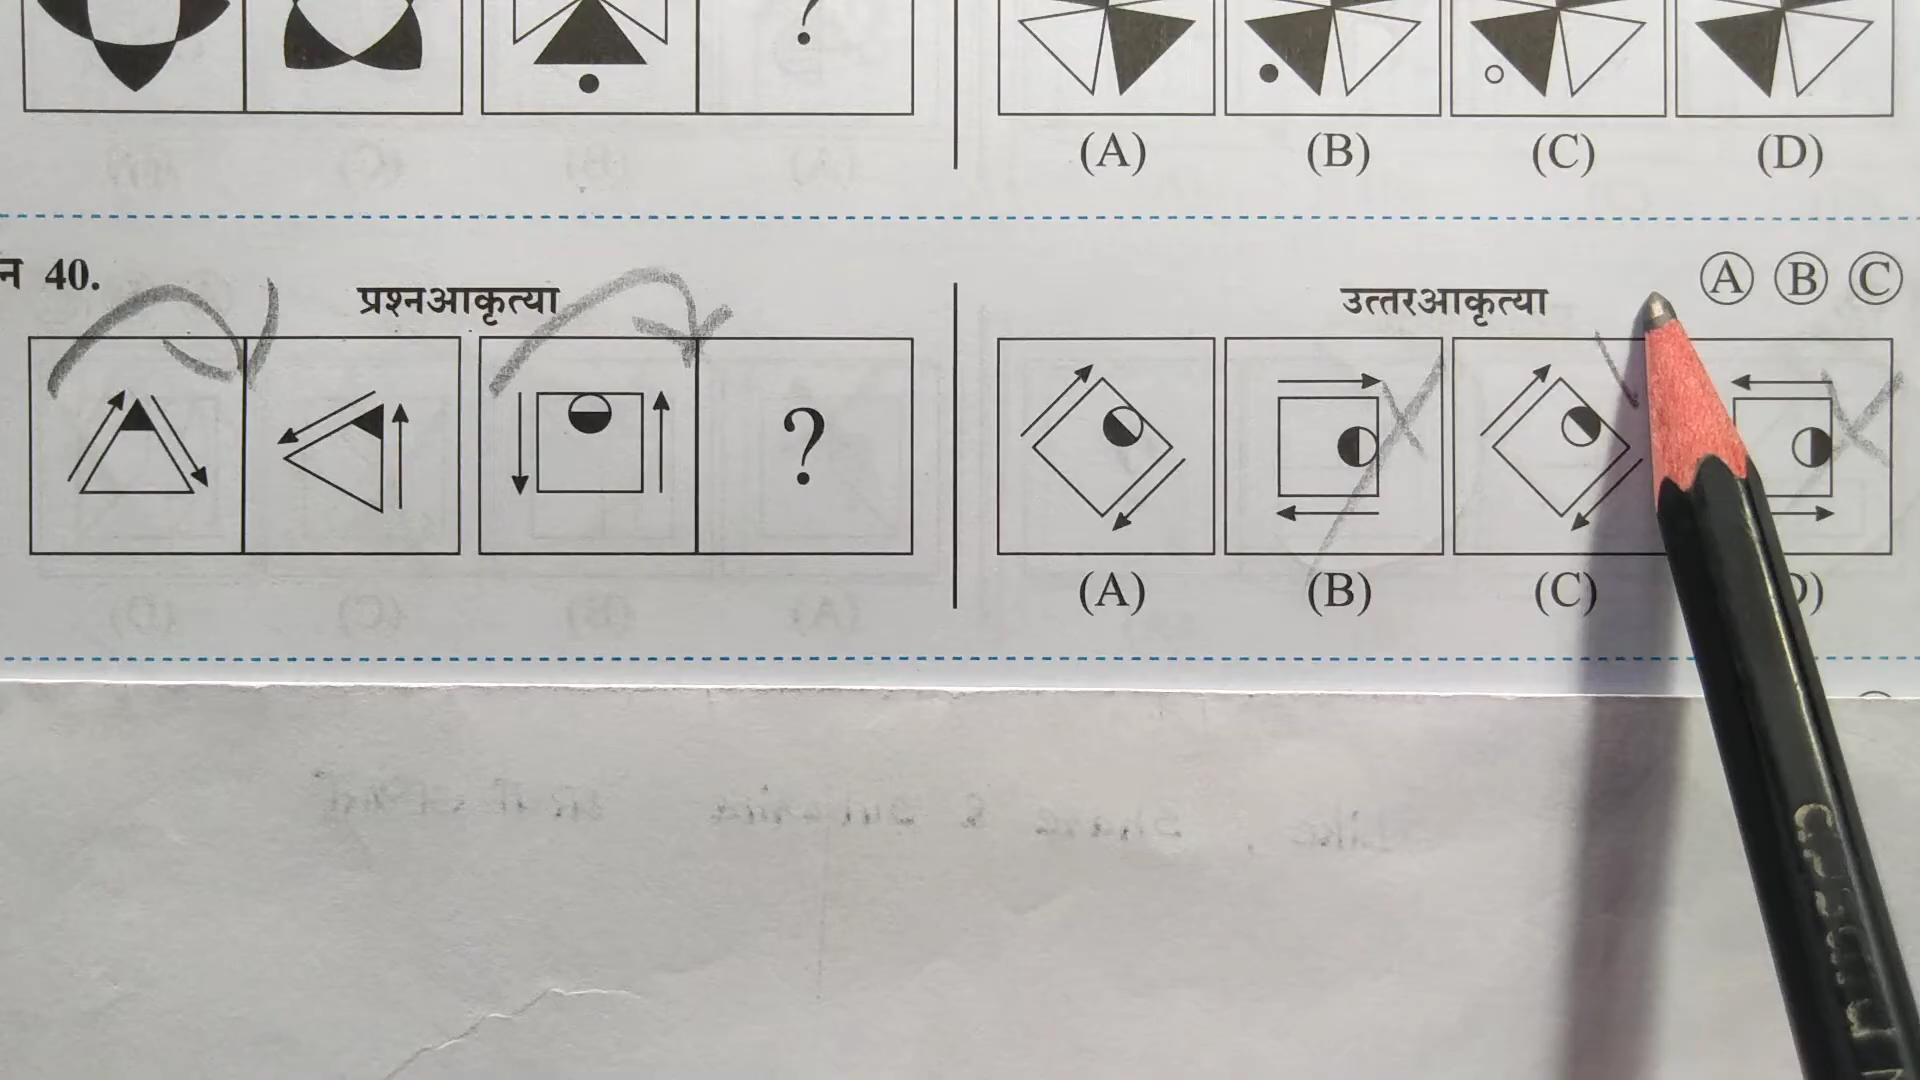 ?
(A) (B) (C) (D)
न 40.
प्रश्नआकृत्या
उत्तरआकृत्या
Ⓐ Ⓑ Ⓒ
?
(A) (B) (C) D)